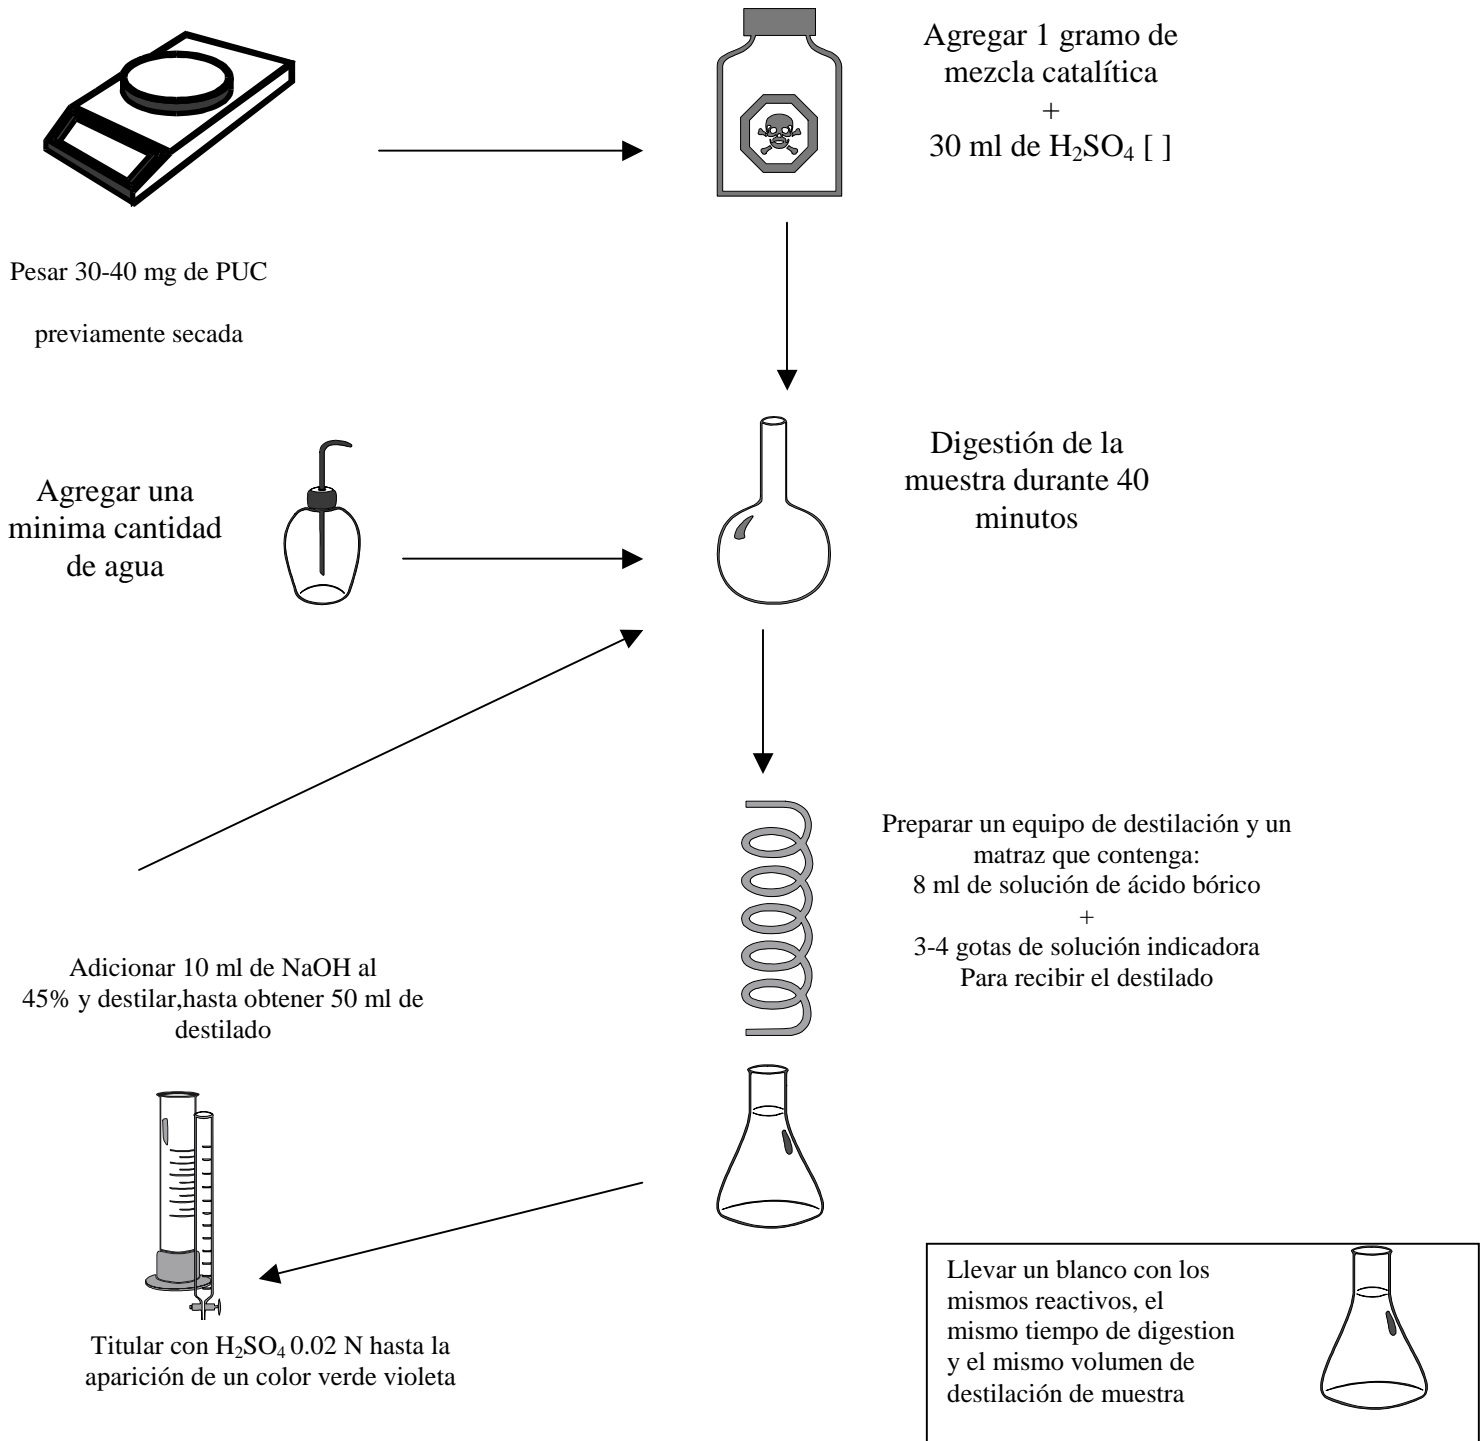 Agregar 1 gramo de
mezcla catalítica
+
30 ml de H₂SO₄ [ ]
Pesar 30-40 mg de PUC
previamente secada
Agregar una
minima cantidad
de agua
Digestión de la
muestra durante 40
minutos
Preparar un equipo de destilación y un
matraz que contenga:
8 ml de solución de ácido bórico
+
3-4 gotas de solución indicadora
Para recibir el destilado
Adicionar 10 ml de NaOH al
45% y destilar,hasta obtener 50 ml de
destilado
Titular con H₂SO₄ 0.02 N hasta la
aparición de un color verde violeta
Llevar un blanco con los
mismos reactivos, el
mismo tiempo de digestion
y el mismo volumen de
destilación de muestra